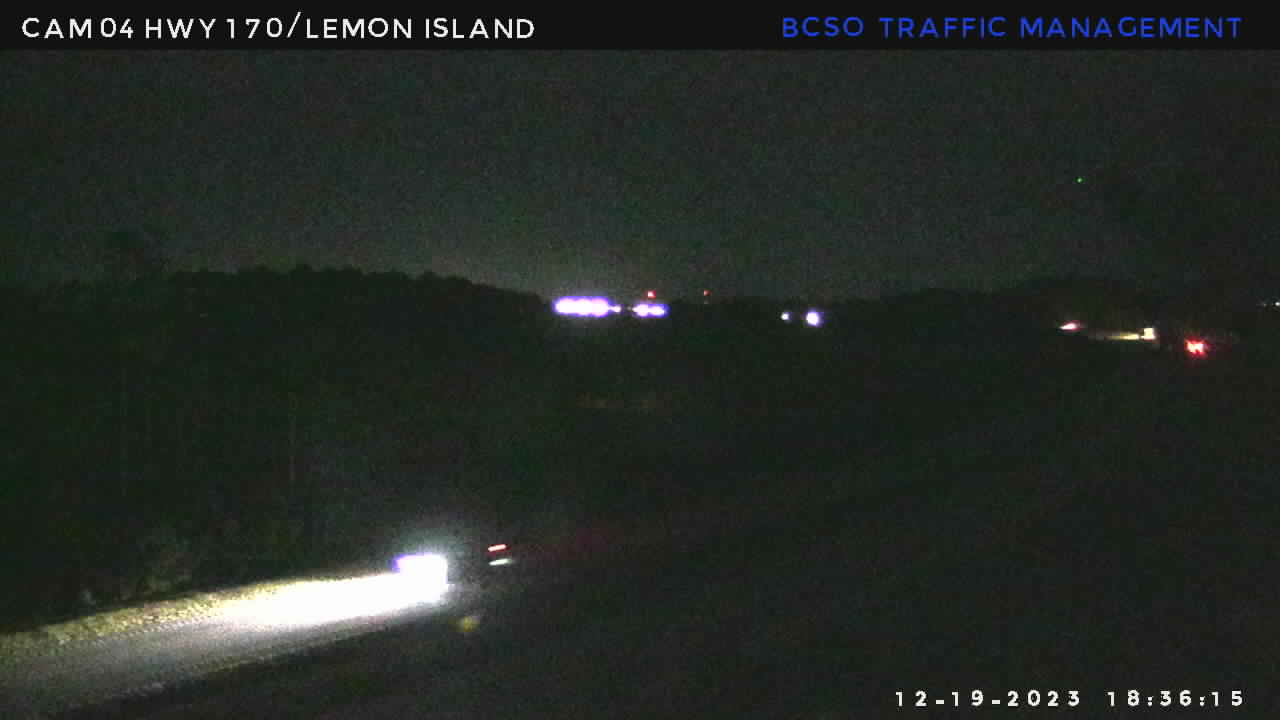 CAM04 HWY 170/LEMON ISLAND
BCSO TRAFFIC MANAGEMENT
12-19-2023 18:36:15